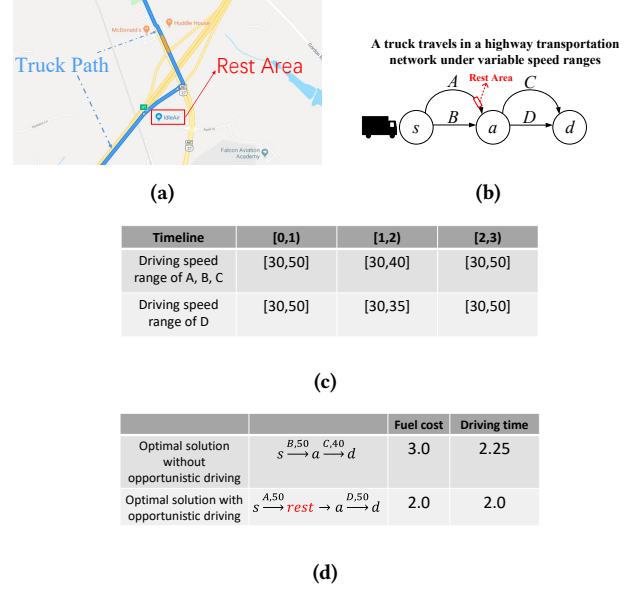 McDonald's
Huddle House
Truck Path
Rest Area
IdleAir
Falcon Aviation
Academy
(a)
A truck travels in a highway transportation
network under variable speed ranges
Rest Area
A
C
s
B
a
D
d
(b)
Timeline [0,1) [1,2) [2,3)
Driving speed
range of A, B, C
[30,50] [30,40] [30,50]
Driving speed
range of D
[30,50] [30,35] [30,50]
(c)
Fuel cost Driving time
Optimal solution
without
opportunistic driving
B,50 C,40
s → a → d
3.0 2.25
Optimal solution with
opportunistic driving
A,50 D,50
s → rest → a → d
2.0 2.0
(d)